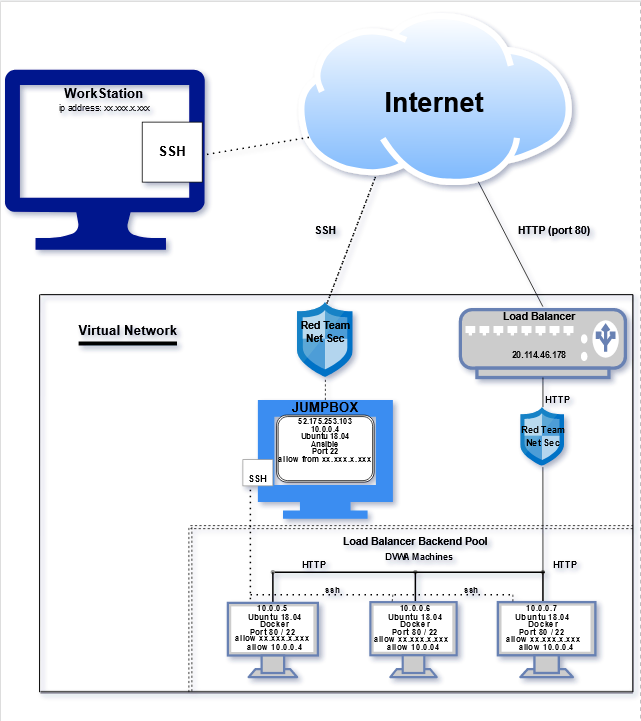 WorkStation
ip address: xx.xxx.x.xxx
SSH
Internet
SSH
HTTP (port 80)
Virtual Network
Red Team
Net Sec
Load Balancer
20.114.46.178
HTTP
JUMPBOX
52.175.253.103
10.0.0.4
Ubuntu 18.04
Ansible
Port 22
allow from xx.xxx.x.xxx
SSH
Red Team
Net Sec
Load Balancer Backend Pool
DVWA Machines
HTTP
HTTP
ssh
ssh
10.0.0.5
Ubuntu 18.04
Docker
Port 80 / 22
allow xx.xxx.x.xxx
allow 10.0.0.4
10.0.0.6
Ubuntu 18.04
Docker
Port 80 / 22
allow xx.xxx.x.xxx
allow 10.0.04
10.0.0.7
Ubuntu 18.04
Docker
Port 80 / 22
allow xx.xxx.x.xxx
allow 10.0.0.4